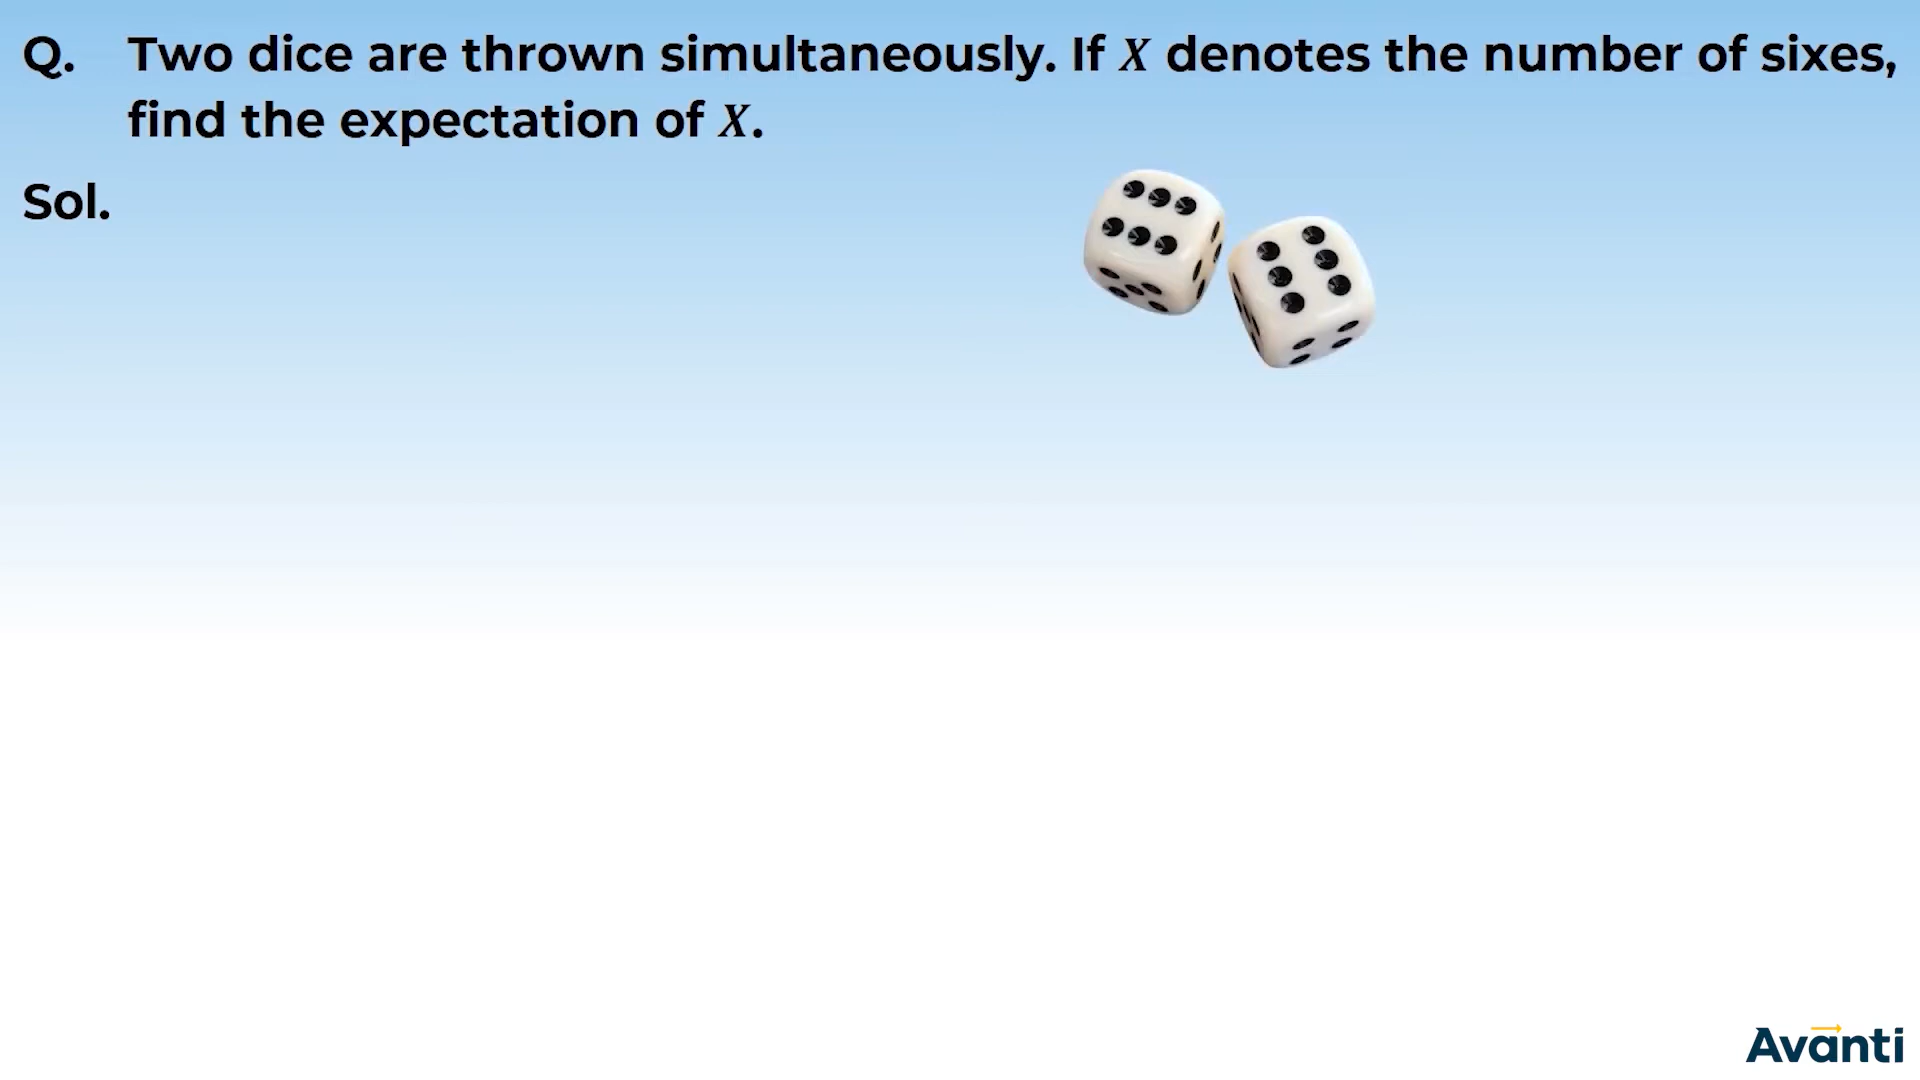 Q. Two dice are thrown simultaneously. If X denotes the number of sixes,
find the expectation of X.
Sol.
Avanti